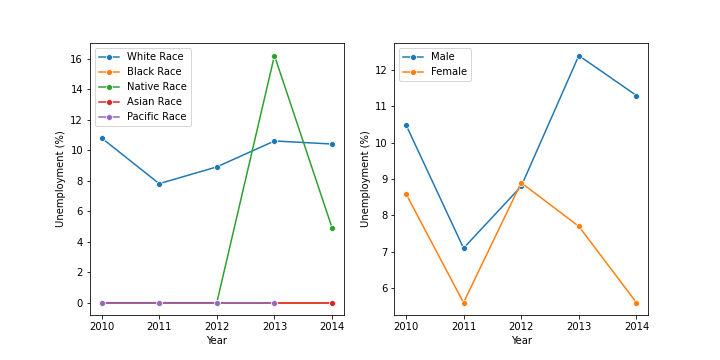 White Race
Black Race
Native Race
Asian Race
Pacific Race
Unemployment (%)
16
14
12
10
8
6
4
2
0
2010 2011 2012 2013 2014
Year
Male
Female
Unemployment (%)
12
11
10
9
8
7
6
2010 2011 2012 2013 2014
Year